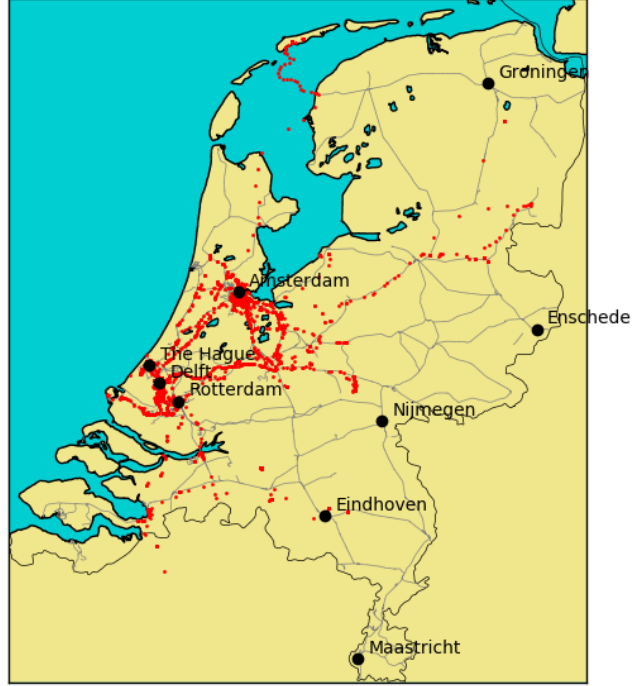 Groningen
Amsterdam
Enschede
The Hague
Delft
Rotterdam
Nijmegen
Eindhoven
Maastricht